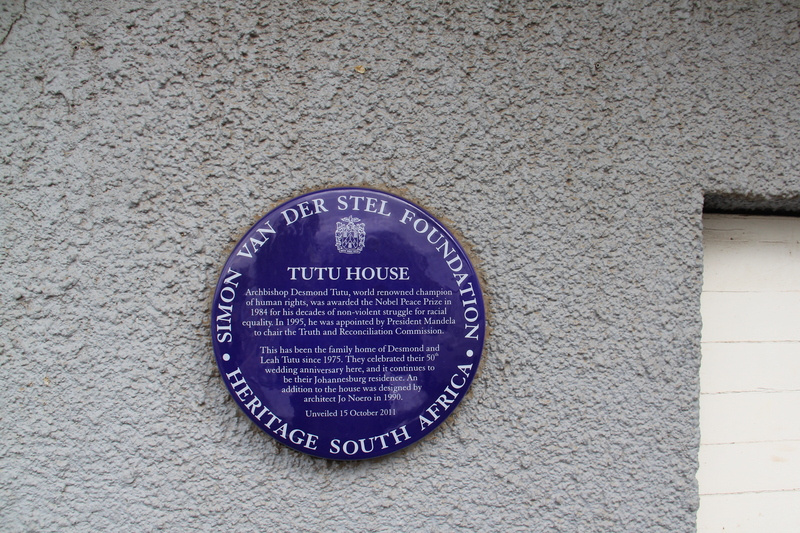 SIMON VAN DER STEL FOUNDATION
TUTU HOUSE
Archbishop Desmond Tutu, world renowned champion
of human rights, was awarded the Nobel Peace Prize in
1984 for his decades of non-violent struggle for racial
equality. In 1995, he was appointed by President Mandela
to chair the Truth and Reconciliation Commission.
This has been the family home of Desmond and
Leah Tutu since 1975. They celebrated their 50th
wedding anniversary here, and it continues to
be their Johannesburg residence. An
addition to the house was designed by
architect Jo Noero in 1990.
Unveiled 15 October 2011
• HERITAGE SOUTH AFRICA •